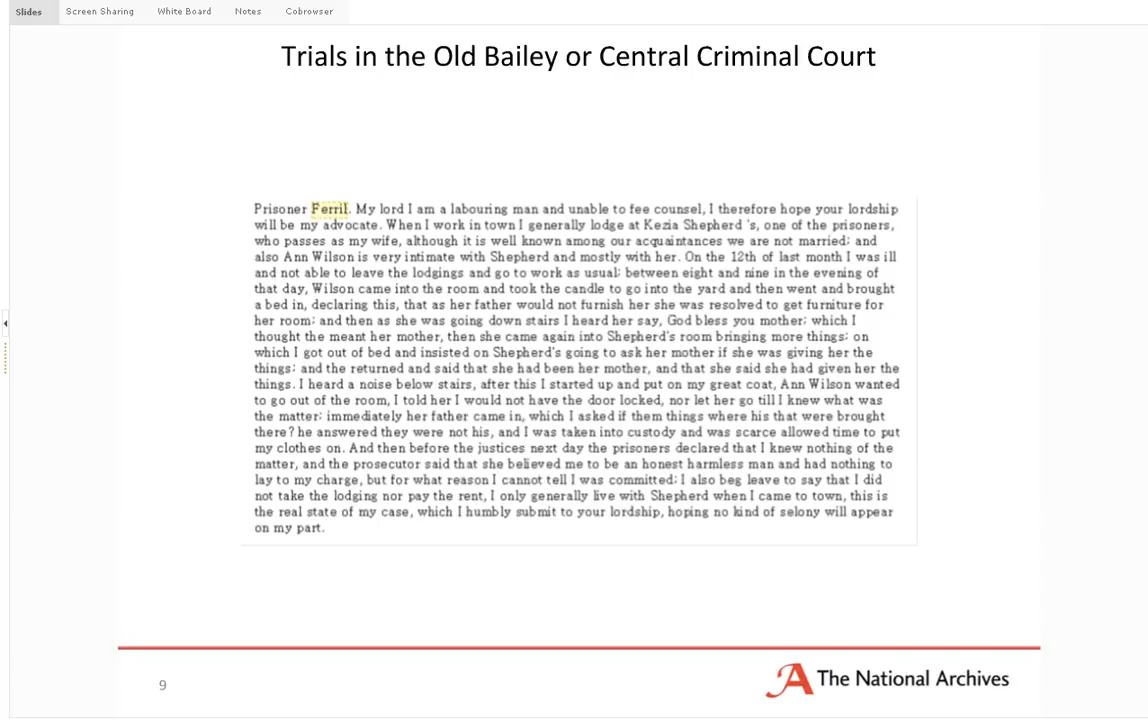 Slides Screen Sharing White Board Notes Cobrowser
Trials in the Old Bailey or Central Criminal Court
Prisoner Ferril. My lord I am a labouring man and unable to fee counsel, I therefore hope your lordship
will be my advocate. When I work in town I generally lodge at Kezia Shepherd 's, one of the prisoners,
who passes as my wife, although it is well known among our acquaintances we are not married; and
also Ann Wilson is very intimate with Shepherd and mostly with her. On the 12th of last month I was ill
and not able to leave the lodgings and go to work as usual; between eight and nine in the evening of
that day, Wilson came into the room and took the candle to go into the yard and then went and brought
a bed in, declaring this, that as her father would not furnish her she was resolved to get furniture for
her room; and then as she was going down stairs I heard her say, God bless you mother; which I
thought the meant her mother, then she came again into Shepherd's room bringing more things; on
which I got out of bed and insisted on Shepherd's going to ask her mother if she was giving her the
things; and the returned and said that she had been her mother, and that she said she had given her the
things. I heard a noise below stairs, after this I started up and put on my great coat, Ann Wilson wanted
to go out of the room, I told her I would not have the door locked, nor let her go till I knew what was
the matter; immediately her father came in, which I asked if them things where his that were brought
there? he answered they were not his, and I was taken into custody and was scarce allowed time to put
my clothes on. And then before the justices next day the prisoners declared that I knew nothing of the
matter, and the prosecutor said that she believed me to be an honest harmless man and had nothing to
lay to my charge, but for what reason I cannot tell I was committed; I also beg leave to say that I did
not take the lodging nor pay the rent, I only generally live with Shepherd when I came to town, this is
the real state of my case, which I humbly submit to your lordship, hoping no kind of selony will appear
on my part.
9
The National Archives